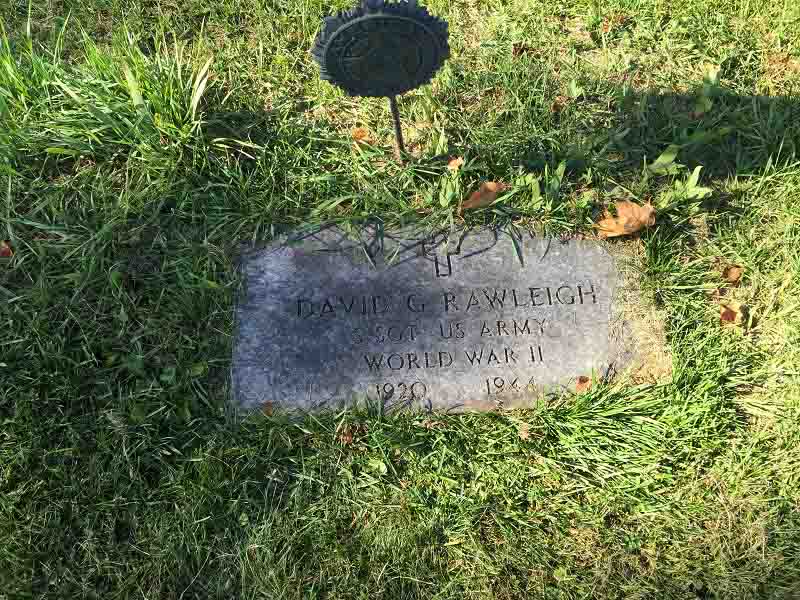 DAVID G RAWLEIGH
S SGT US ARMY
WORLD WAR II
1920 1944